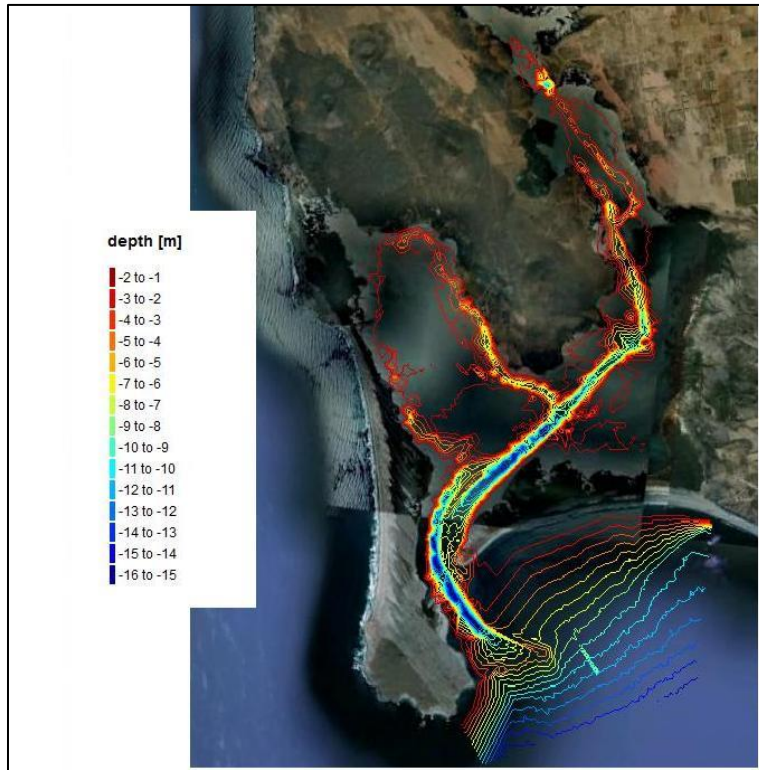 depth [m]
-2 to -1
-3 to -2
-4 to -3
-5 to -4
-6 to -5
-7 to -6
-8 to -7
-9 to -8
-10 to -9
-11 to -10
-12 to -11
-13 to -12
-14 to -13
-15 to -14
-16 to -15